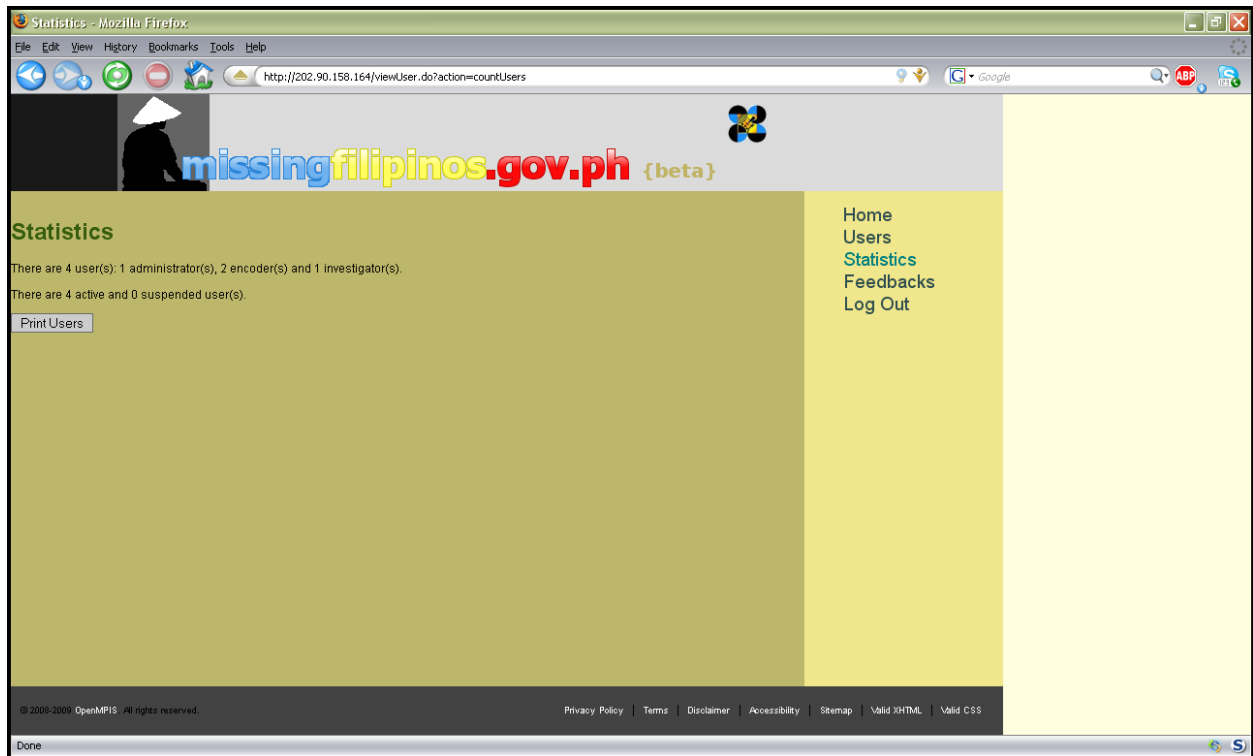 Statistics - Mozilla Firefox
File Edit View History Bookmarks Tools Help
http://202.90.158.164/viewUser.do?action=countUsers
G Google
ABP
missingfilipinos.gov.ph {beta}
Statistics
There are 4 user(s): 1 administrator(s), 2 encoder(s) and 1 investigator(s).
There are 4 active and 0 suspended user(s).
Print Users
Home
Users
Statistics
Feedbacks
Log Out
© 2008-2009 OpenMPIS. All rights reserved.
Privacy Policy | Terms | Disclaimer | Accessibility | Sitemap | Valid XHTML | Valid CSS
Done
S